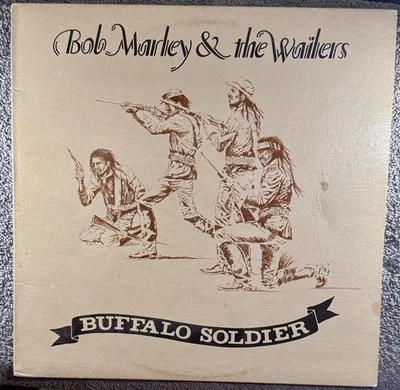 Bob Marley & the Wailers
BUFFALO SOLDIER